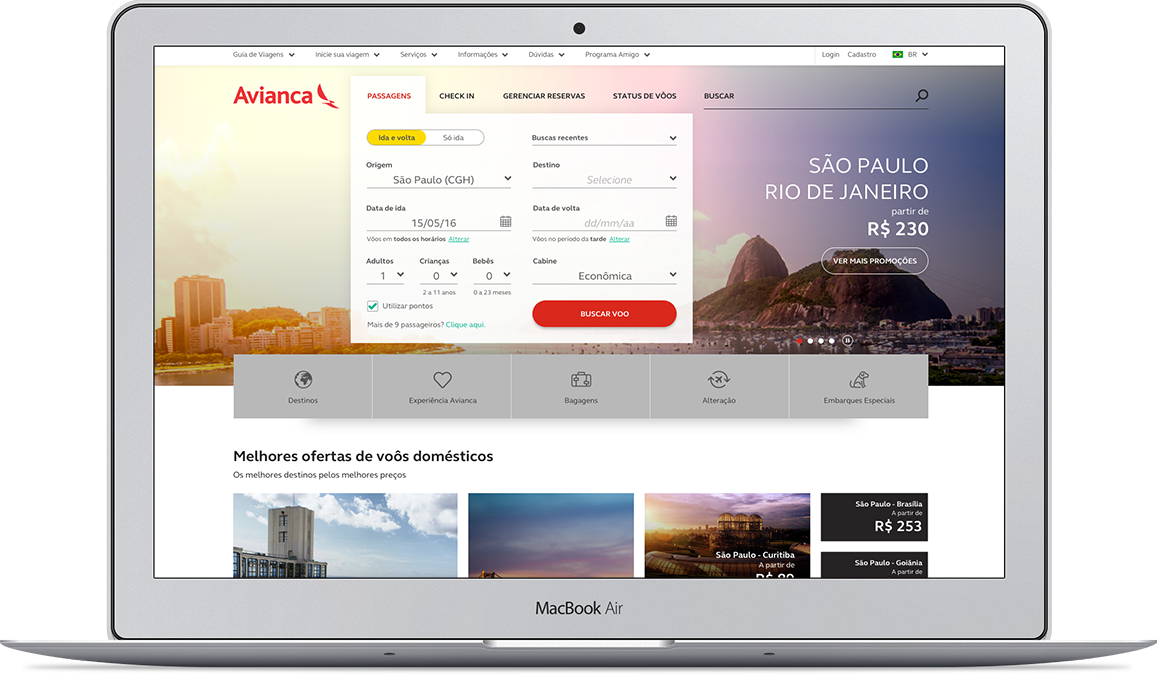 Guia de Viagens Inicie sua viagem Serviços Informações Dúvidas Programa Amigo Login Cadastro BR
Avianca PASSAGENS CHECK IN GERENCIAR RESERVAS STATUS DE VÔOS BUSCAR
Ida e volta Só ida Buscas recentes
Origem Destino
São Paulo (CGH) Selecione
Data de ida Data de volta
15/05/16 dd/mm/aa
Vôos em todos os horários Alterar Vôos no período da tarde Alterar
Adultos Crianças Bebês Cabine
1 0 0 Econômica
2 a 11 anos 0 a 23 meses
Utilizar pontos
BUSCAR VOO
Mais de 9 passageiros? Clique aqui.
SÃO PAULO
RIO DE JANEIRO
partir de
R$ 230
VER MAIS PROMOÇÕES
Destinos Experiência Avianca Bagagens Alteração Embarques Especiais
Melhores ofertas de voôs domésticos
Os melhores destinos pelos melhores preços
São Paulo - Curitiba
A partir de
São Paulo - Brasília
A partir de
R$ 253
São Paulo - Goiânia
A partir de
MacBook Air